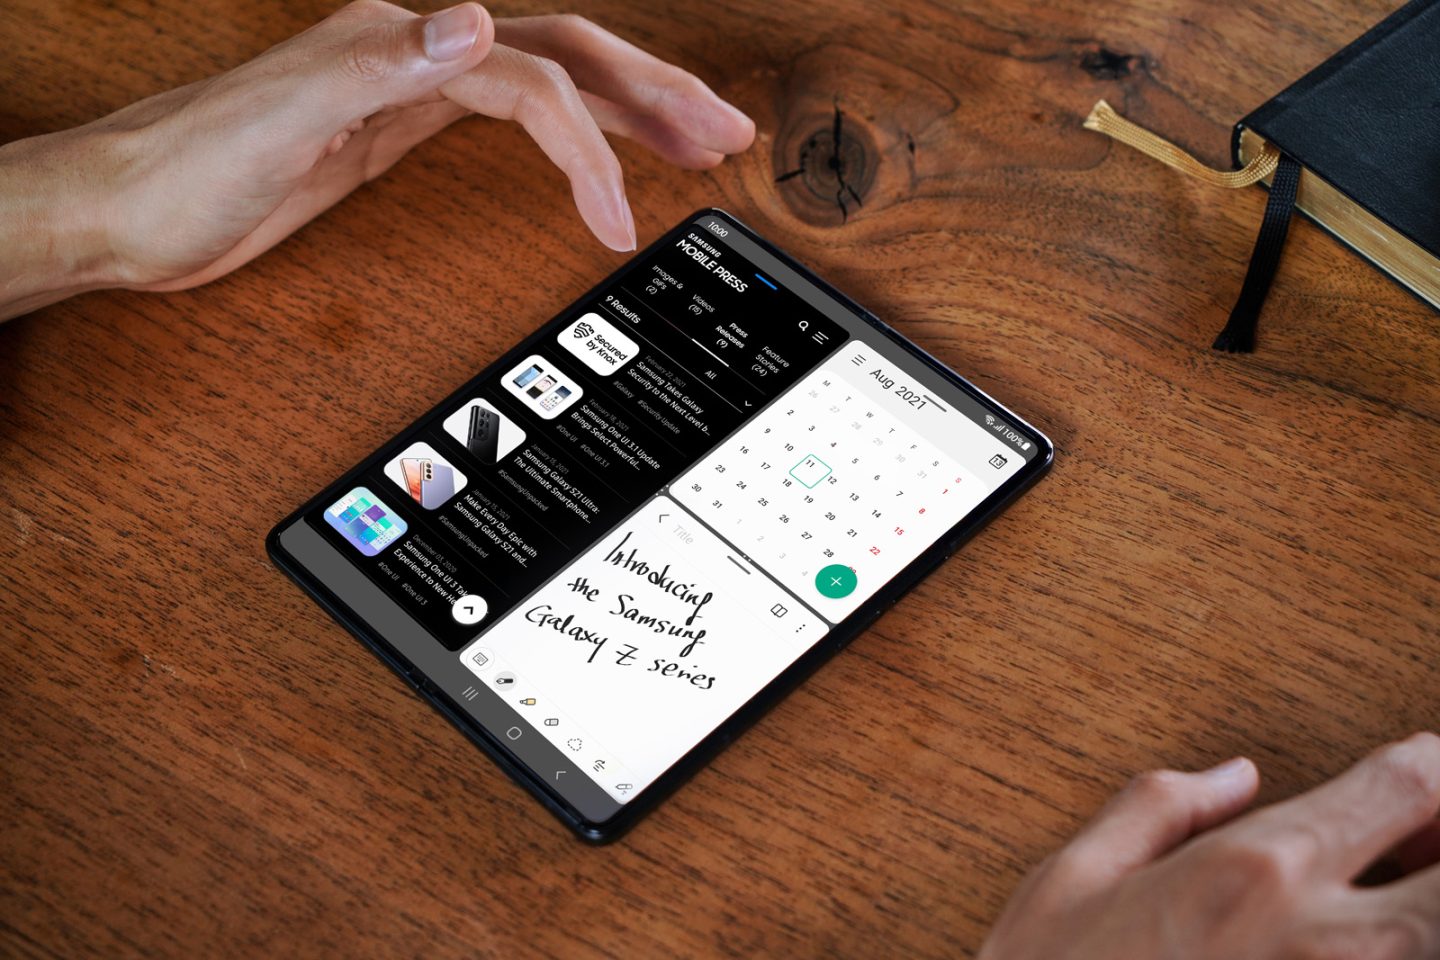 10:00
SAMSUNG
MOBILE PRESS
Images & GIFs (2)
Videos (15)
Press Releases (9)
Feature Stories (24)
9 Results
All
Secured by Knox
February 22, 2021
Samsung Takes Galaxy
Security to the Next Level b...
#Galaxy #security Update
February 18, 2021
Samsung One UI 3.1 Update
Brings Select Powerful...
#One UI #One UI 3.1
January 15, 2021
Samsung Galaxy S21 Ultra:
The Ultimate Smartphone...
#SamsungUnpacked
January 15, 2021
Make Every Day Epic with
Samsung Galaxy S21 and...
#SamsungUnpacked
December 03, 2020
Samsung One UI 3
Experience to New
#One UI #One UI 3
100%
Aug 2021
13
M T W T F S S
26 27 28 29 30 31 1
2 3 4 5 6 7 8
9 10 11 12 13 14 15
16 17 18 19 20 21 22
23 24 25 26 27 28
30 31 1 2 3 4
Title
Introducing
the Samsung
Galaxy Z series